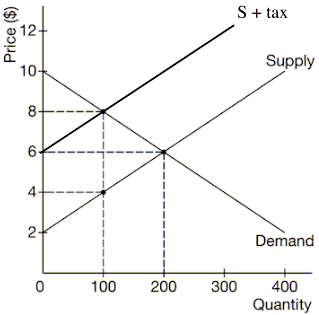 Price ($)
S + tax
12
10
Supply
8
6
4
2
Demand
0 100 200 300 400
Quantity